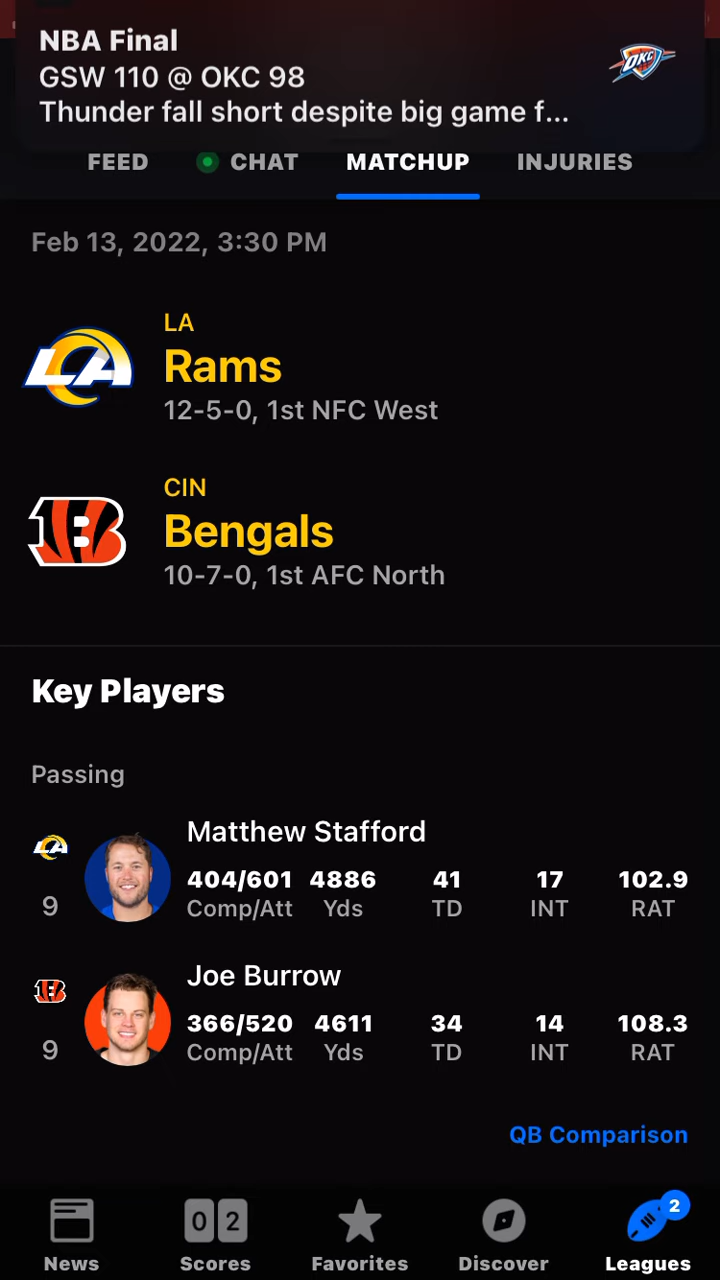 NBA Final
GSW 110 @ OKC 98
Thunder fall short despite big game f...
FEED CHAT MATCHUP INJURIES
Feb 13, 2022, 3:30 PM
LA
LA
Rams
12-5-0, 1st NFC West
CIN
B
Bengals
10-7-0, 1st AFC North
Key Players
Passing
Matthew Stafford
LA
404/601 4886 41 17 102.9
9 Comp/Att Yds TD INT RAT
Joe Burrow
B
366/520 4611 34 14 108.3
9 Comp/Att Yds TD INT RAT
QB Comparison
0 2 2
News Scores Favorites Discover Leagues
OKC